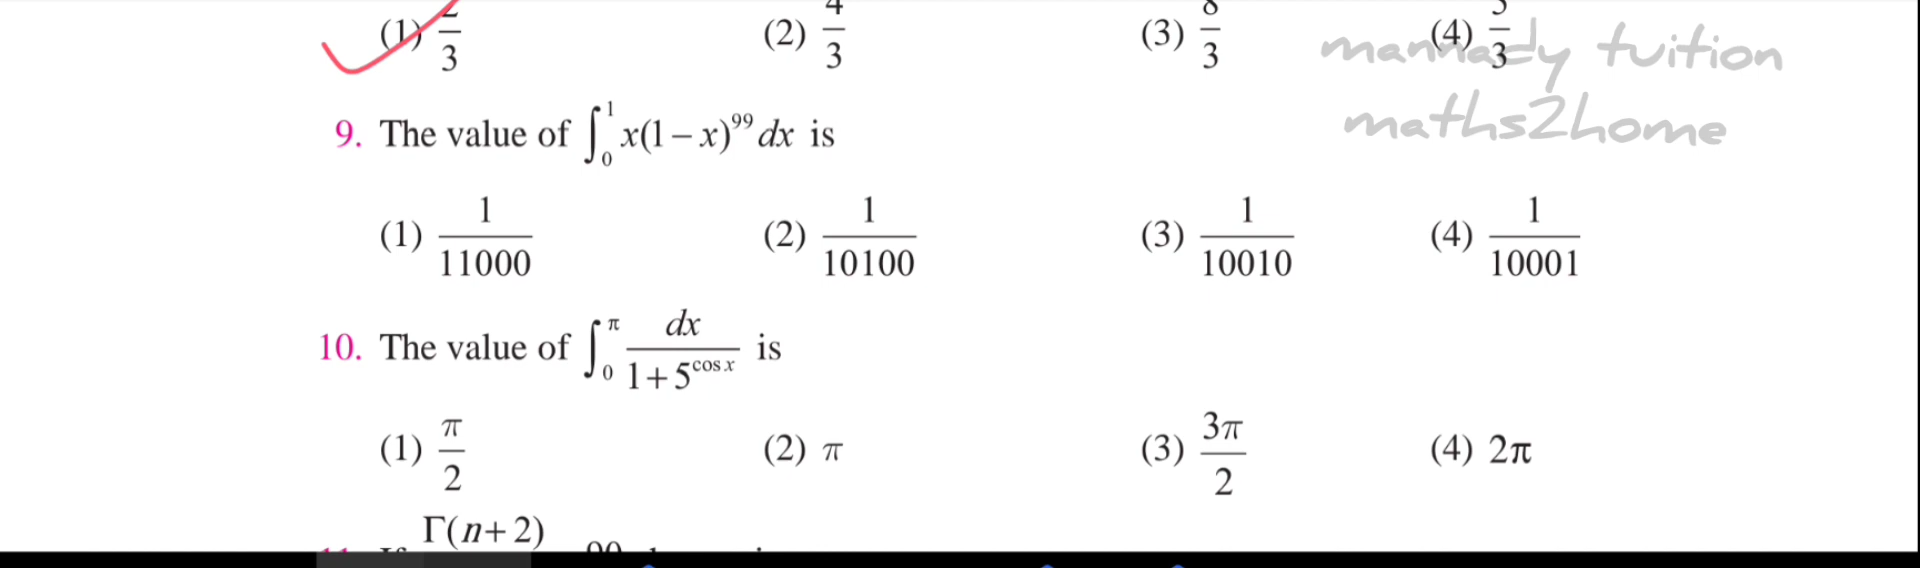 (1) 2/3 (2) 4/3 (3) 8/3 (4) 5/3
mannady tuition
maths2home
9. The value of ∫₀¹ x(1−x)⁹⁹ dx is
(1) 1/11000 (2) 1/10100 (3) 1/10010 (4) 1/10001
10. The value of ∫₀^π dx/(1+5^(cos x)) is
(1) π/2 (2) π (3) 3π/2 (4) 2π
Γ(n+2)